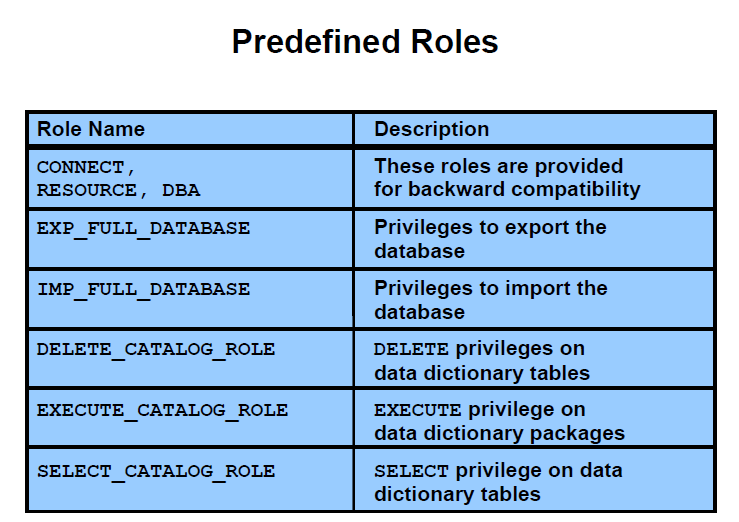 Predefined Roles
Role Name Description
CONNECT, These roles are provided
RESOURCE, DBA for backward compatibility
EXP_FULL_DATABASE Privileges to export the
database
IMP_FULL_DATABASE Privileges to import the
database
DELETE_CATALOG_ROLE DELETE privileges on
data dictionary tables
EXECUTE_CATALOG_ROLE EXECUTE privilege on
data dictionary packages
SELECT_CATALOG_ROLE SELECT privilege on data
dictionary tables